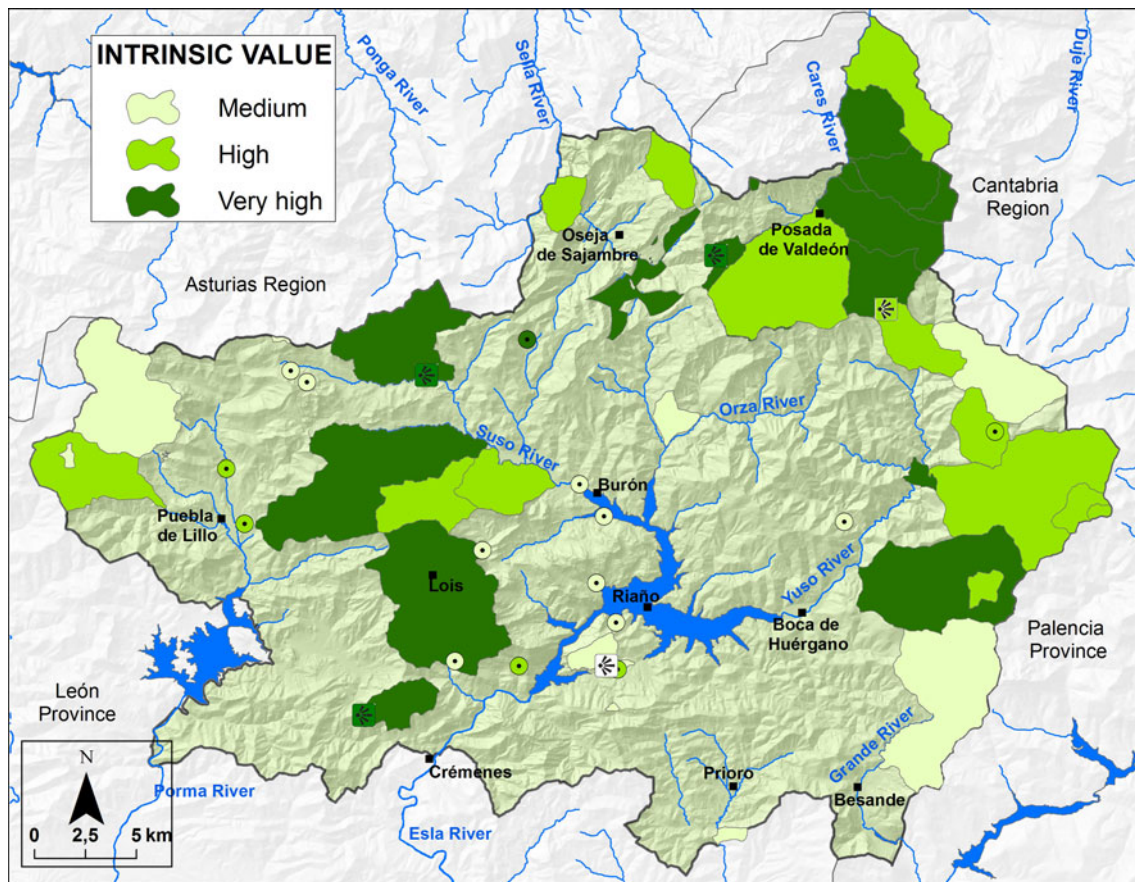 INTRINSIC VALUE
Medium
High
Very high
Ponga River
Sella River
Cares River
Duje River
Cantabria
Region
Asturias Region
Oseja
de Sajambre
Posada
de Valdeón
Orza River
Suso River
Burón
Puebla
de Lillo
Lois
Riaño
Yuso River
Boca de
Huérgano
Palencia
Province
León
Province
Crémenes
Prioro
Grande River
Besande
Porma River
Esla River
N
0 2,5 5 km